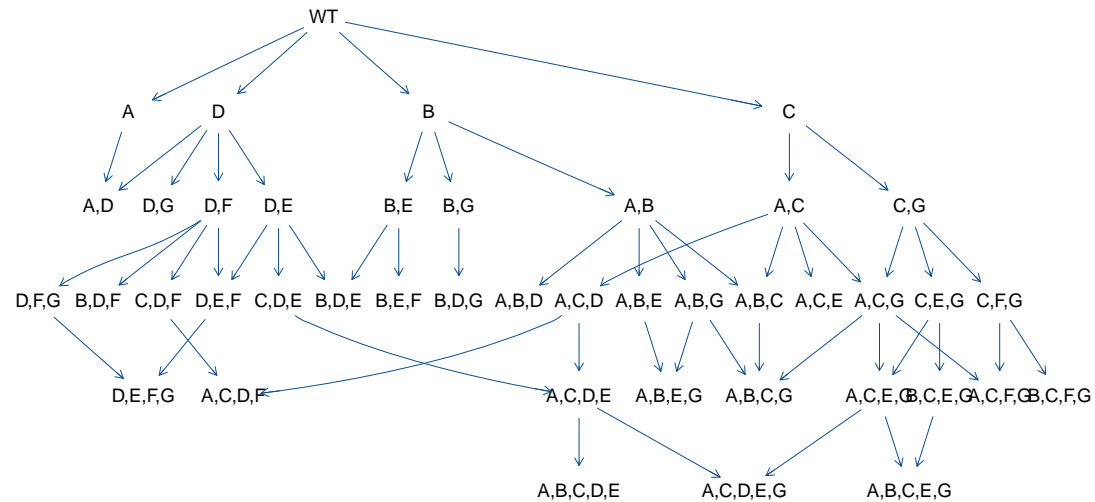 WT
A D B C
A,D D,G D,F D,E B,E B,G A,B A,C C,G
D,F,G B,D,F C,D,F D,E,F C,D,E B,D,E B,E,F B,D,G A,B,D A,C,D A,B,E A,B,G A,B,C A,C,E A,C,G C,E,G C,F,G
D,E,F,G A,C,D,F A,C,D,E A,B,E,G A,B,C,G A,C,E,G B,C,E,G A,C,F,G B,C,F,G
A,B,C,D,E A,C,D,E,G A,B,C,E,G